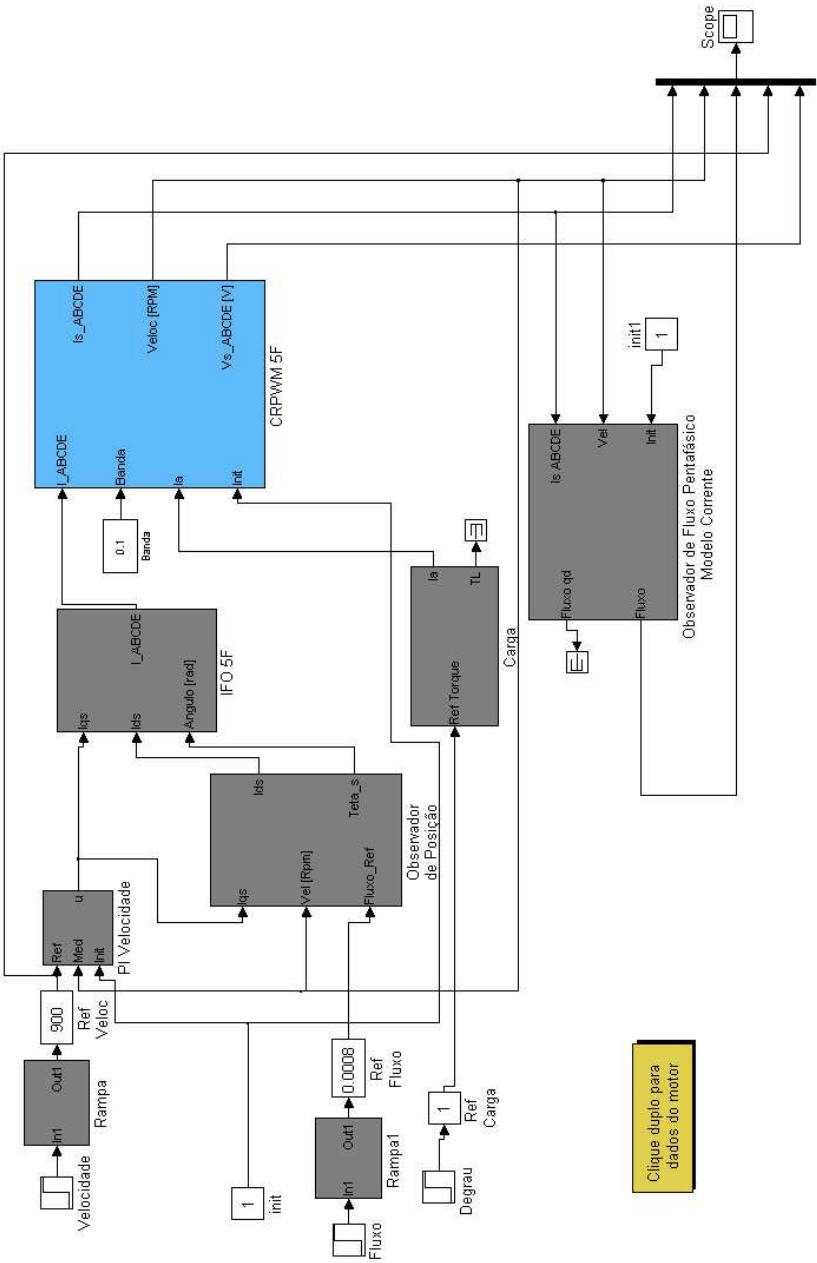 Velocidade
In1
Out1
Rampa
900
Ref
Veloc
Ref
Med
Init
u
PI Velocidade
1
init
Iqs
Vel [Rpm]
Fluxo_Ref
Ids
Teta_s
Observador
de Posição
Iqs
Ids
Angulo [rad]
I_ABCDE
IFO 5F
0.1
Banda
I_ABCDE
Banda
Ia
Init
Is_ABCDE
Veloc [RPM]
Vs_ABCDE [V]
CRPWM 5F
Scope
Fluxo
In1
Out1
Rampa1
0.0008
Ref
Fluxo
Degrau
1
Ref
Carga
Ref Torque
Ia
TL
Carga
Fluxo qd
Fluxo
Is ABCDE
Vel
Init
Observador de Fluxo Pentafásico
Modelo Corrente
init1
1
Clique duplo para
dados do motor